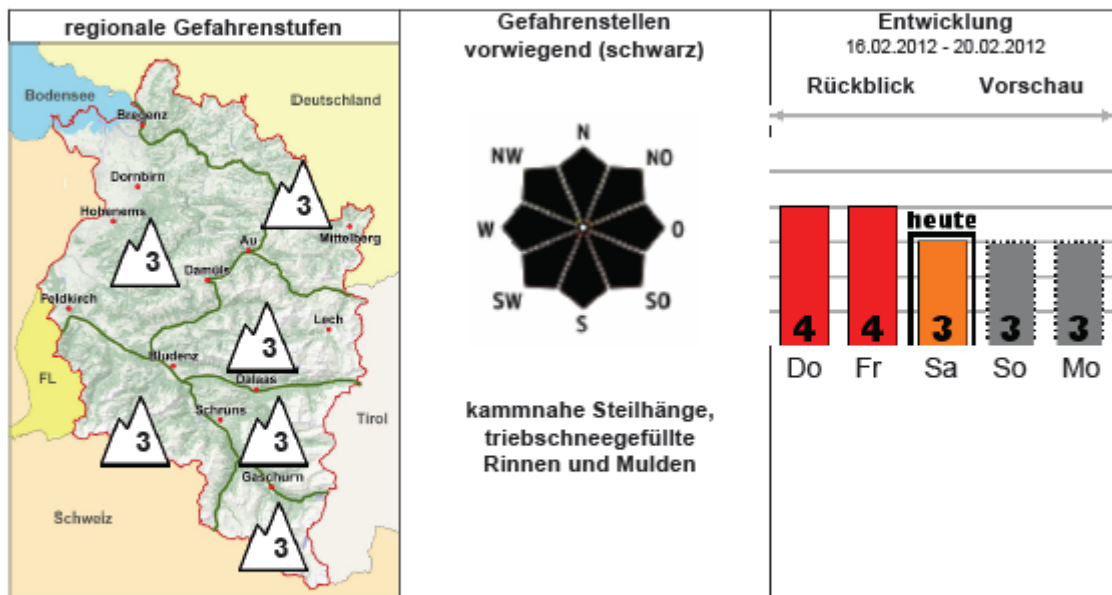 regionale Gefahrenstufen
Bodensee
Deutschland
Bregenz
Dornbirn
3
Hohenems
Mittelberg
3
Au
Damüls
Feldkirch
Lech
3
Bludenz
FL
Dalaas
Schruns
Tirol
3
3
Gaschurn
Schweiz
3
Gefahrenstellen
vorwiegend (schwarz)
N
NW
NO
W
O
SW
SO
S
kammnahe Steilhänge,
triebschneegefüllte
Rinnen und Mulden
Entwicklung
16.02.2012 - 20.02.2012
Rückblick Vorschau
heute
4 4 3 3 3
Do Fr Sa So Mo